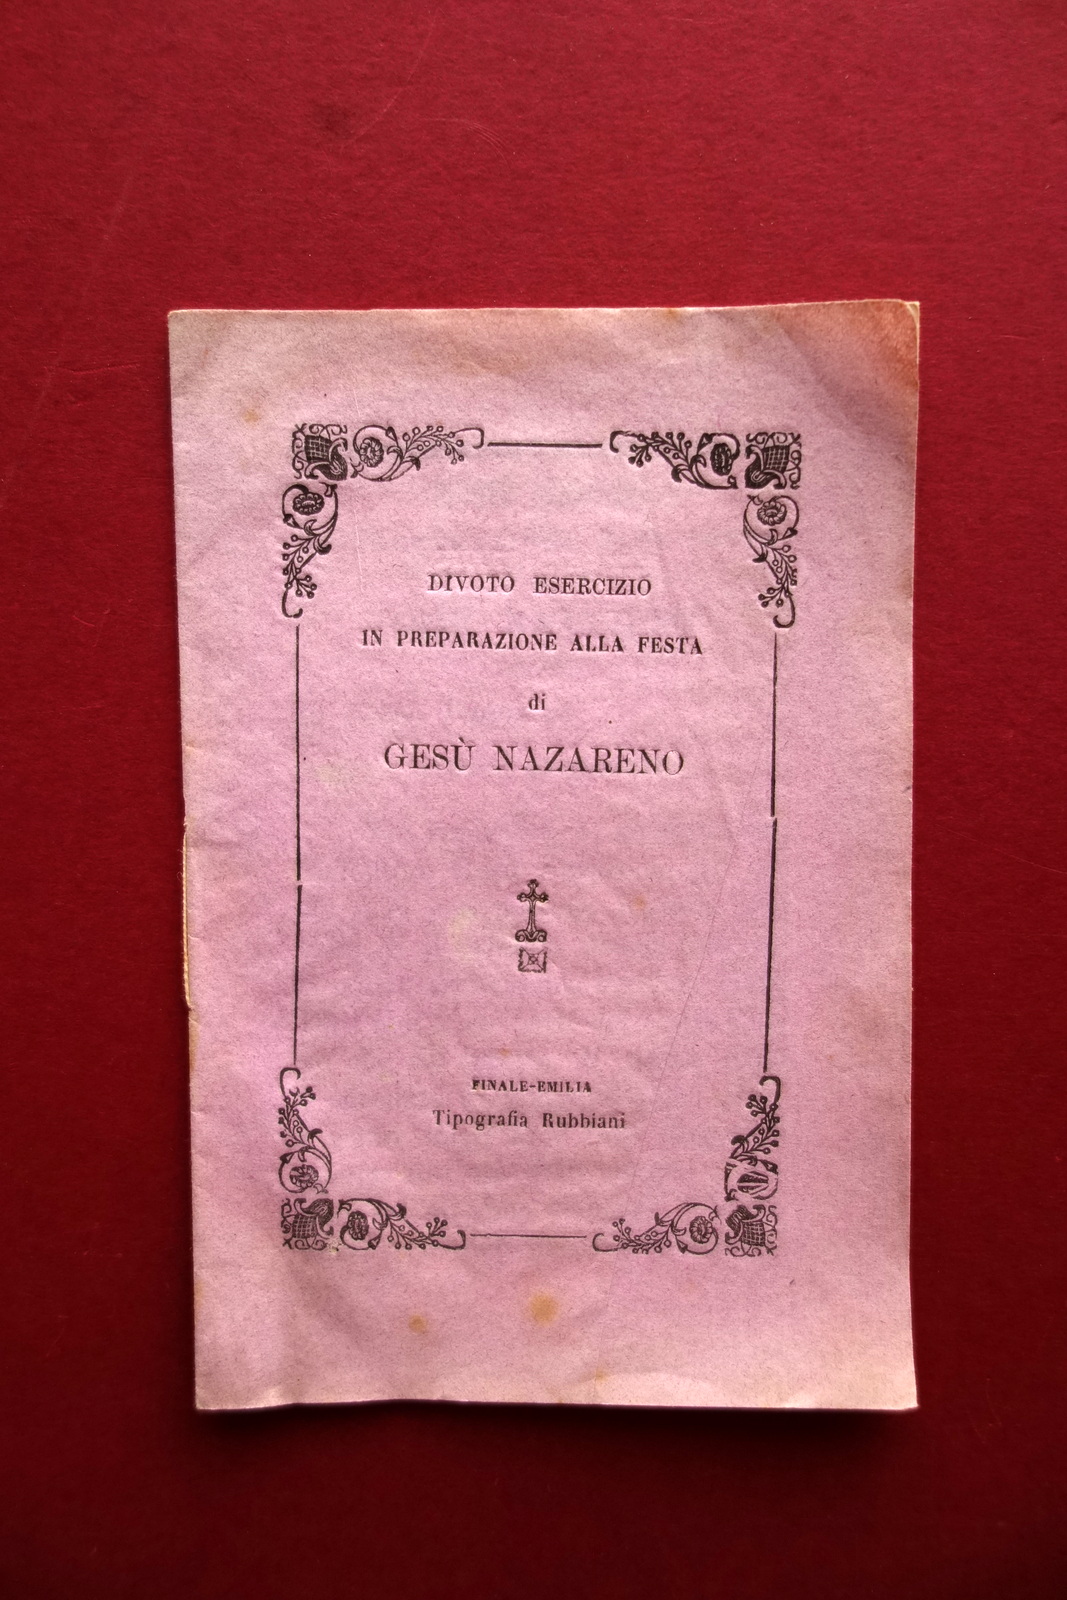 DIVOTO ESERCIZIO
IN PREPARAZIONE ALLA FESTA
di
GESÙ NAZARENO
FINALE-EMILIA
Tipografia Rubbiani